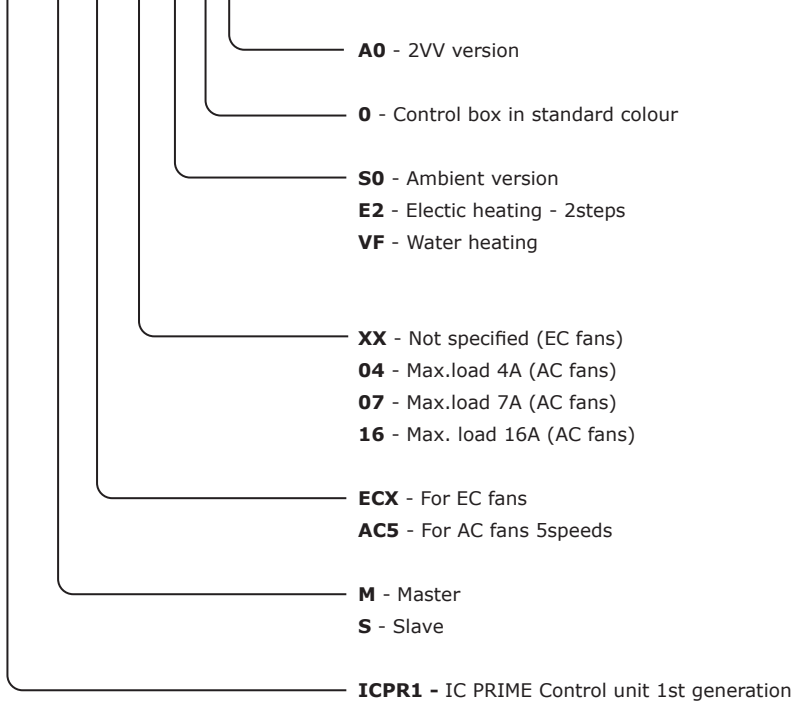 A0 - 2VV version
0 - Control box in standard colour
S0 - Ambient version
E2 - Electic heating - 2steps
VF - Water heating
XX - Not specified (EC fans)
04 - Max.load 4A (AC fans)
07 - Max.load 7A (AC fans)
16 - Max. load 16A (AC fans)
ECX - For EC fans
AC5 - For AC fans 5speeds
M - Master
S - Slave
ICPR1 - IC PRIME Control unit 1st generation